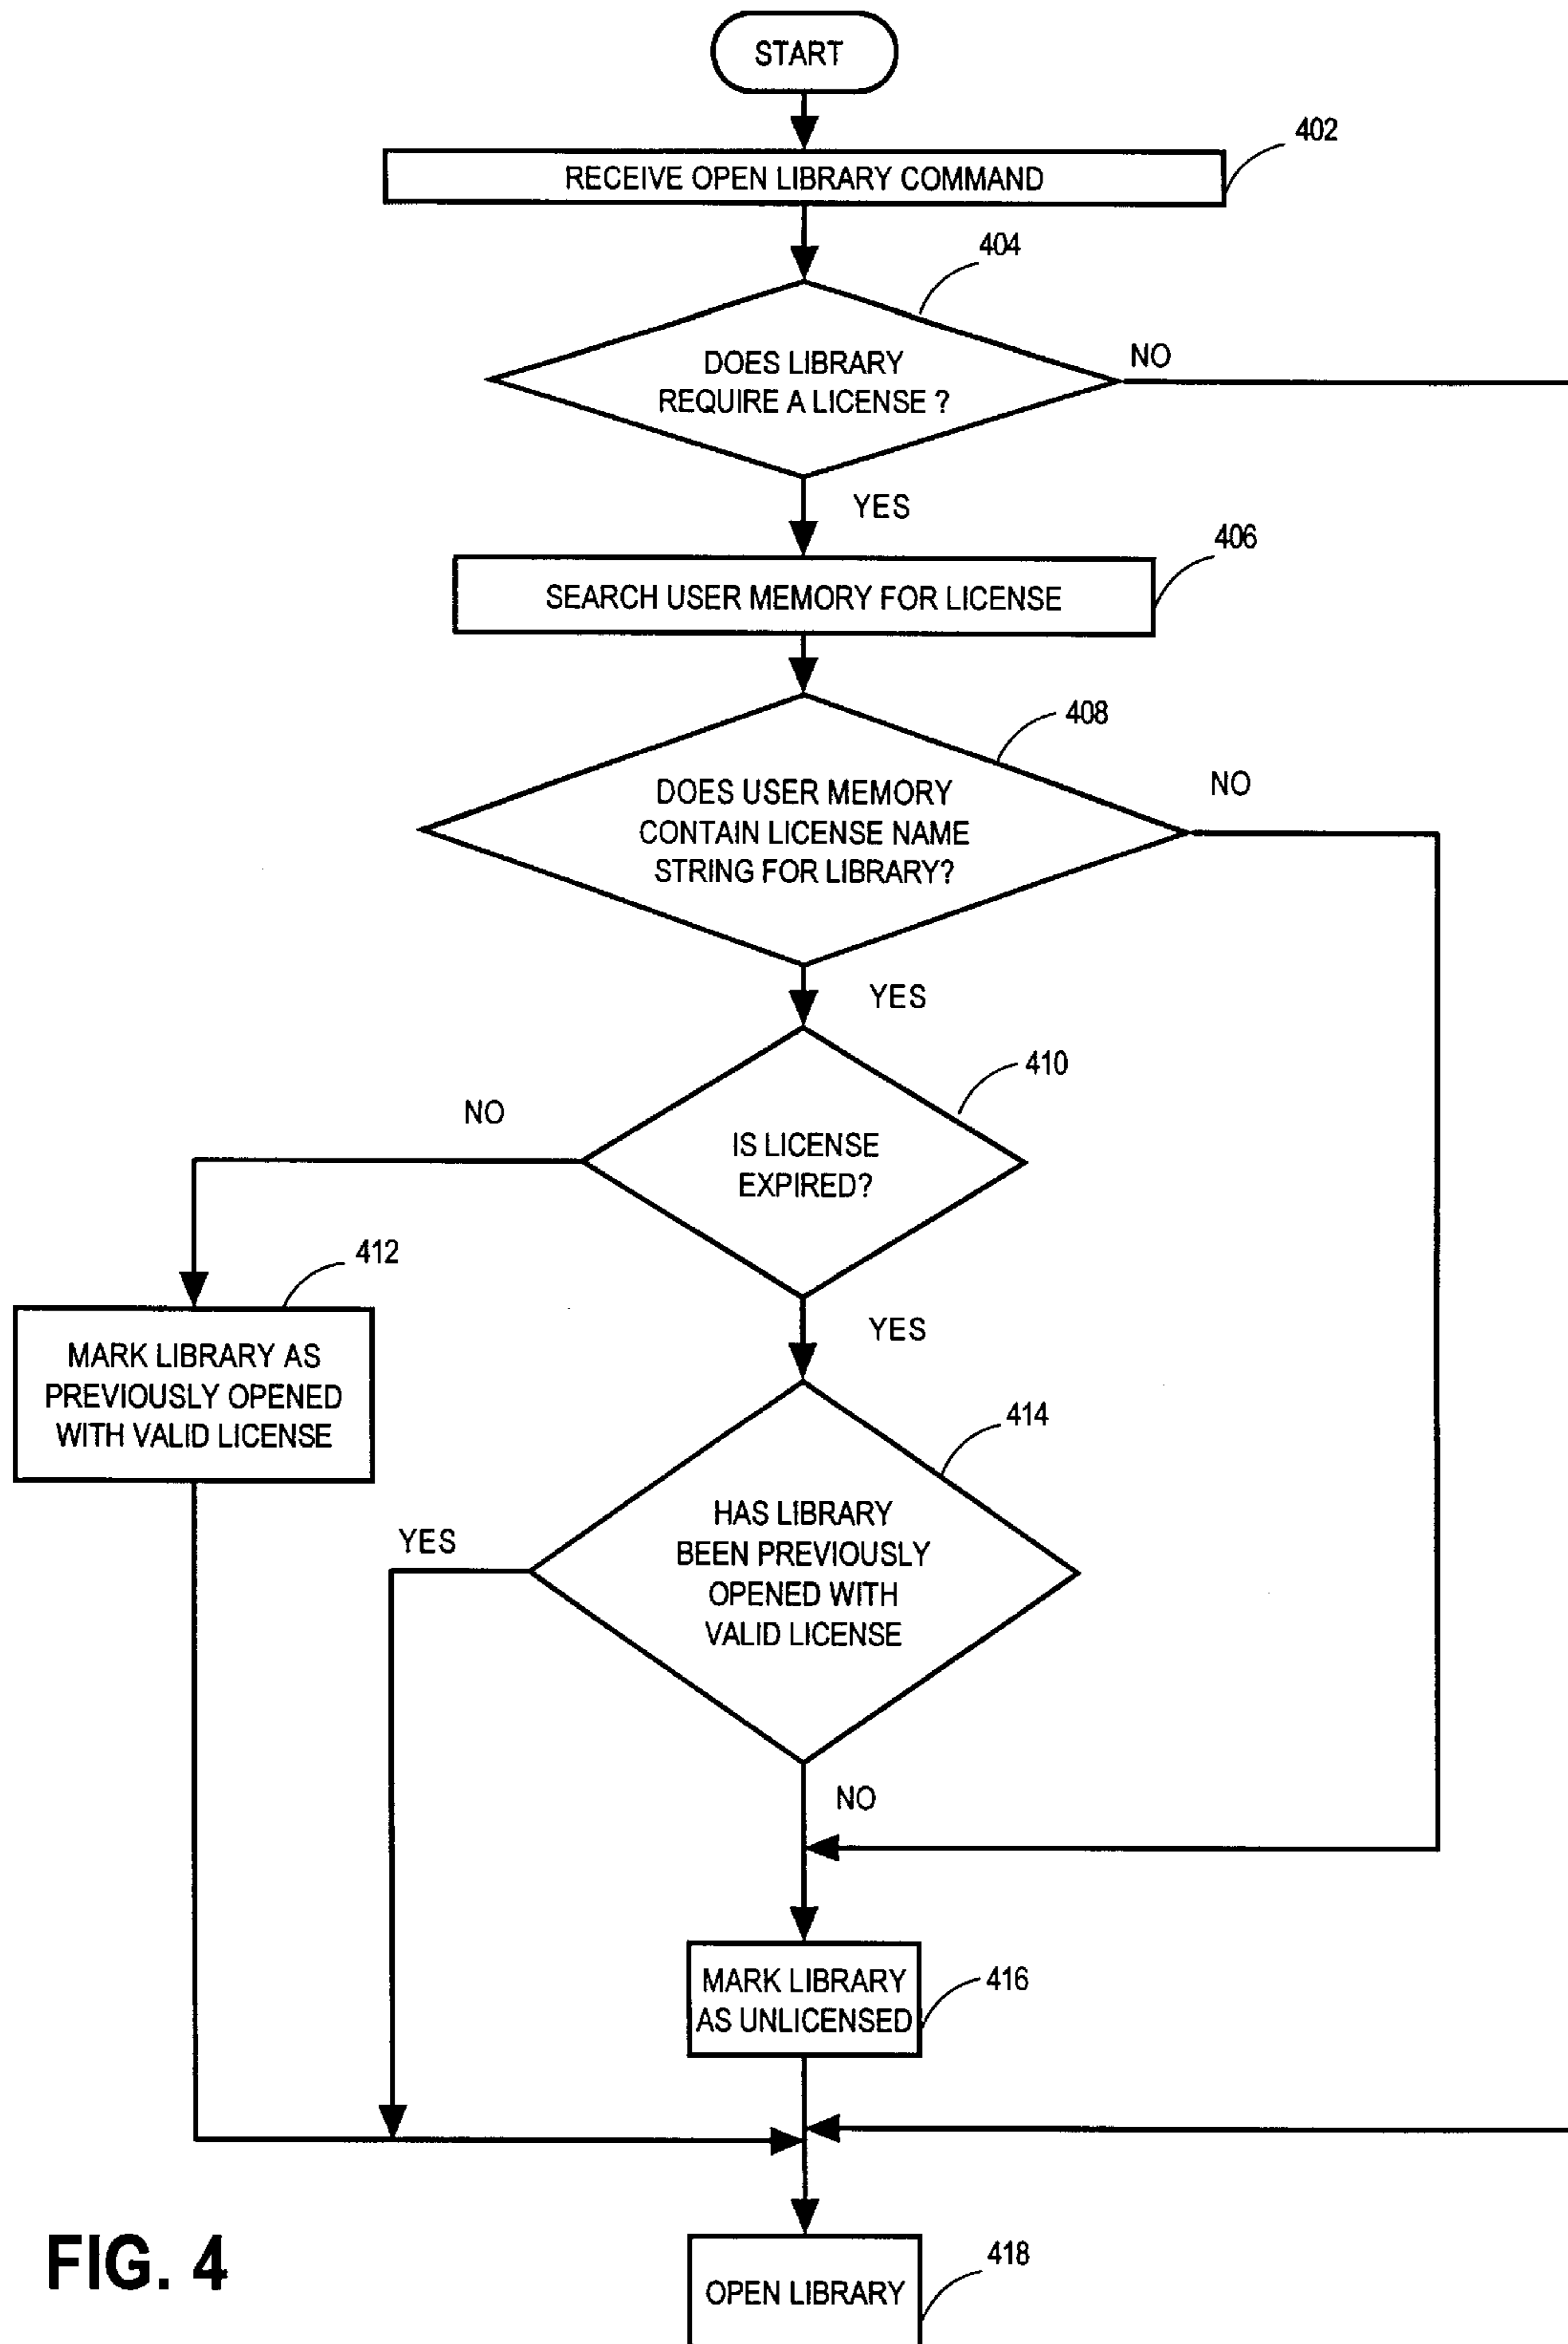 START
402
RECEIVE OPEN LIBRARY COMMAND
404
DOES LIBRARY
REQUIRE A LICENSE ?
NO
YES
406
SEARCH USER MEMORY FOR LICENSE
408
DOES USER MEMORY
CONTAIN LICENSE NAME
STRING FOR LIBRARY?
NO
YES
410
NO
IS LICENSE
EXPIRED?
412
YES
MARK LIBRARY AS
PREVIOUSLY OPENED
WITH VALID LICENSE
414
YES
HAS LIBRARY
BEEN PREVIOUSLY
OPENED WITH
VALID LICENSE
NO
MARK LIBRARY
AS UNLICENSED
416
FIG. 4
418
OPEN LIBRARY